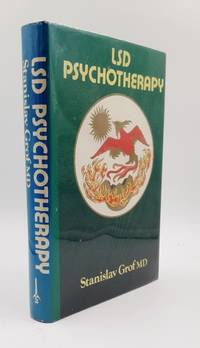 LSD
PSYCHOTHERAPY
Stanislav Grof MD
LSD PSYCHOTHERAPY
Stanislav Grof MD